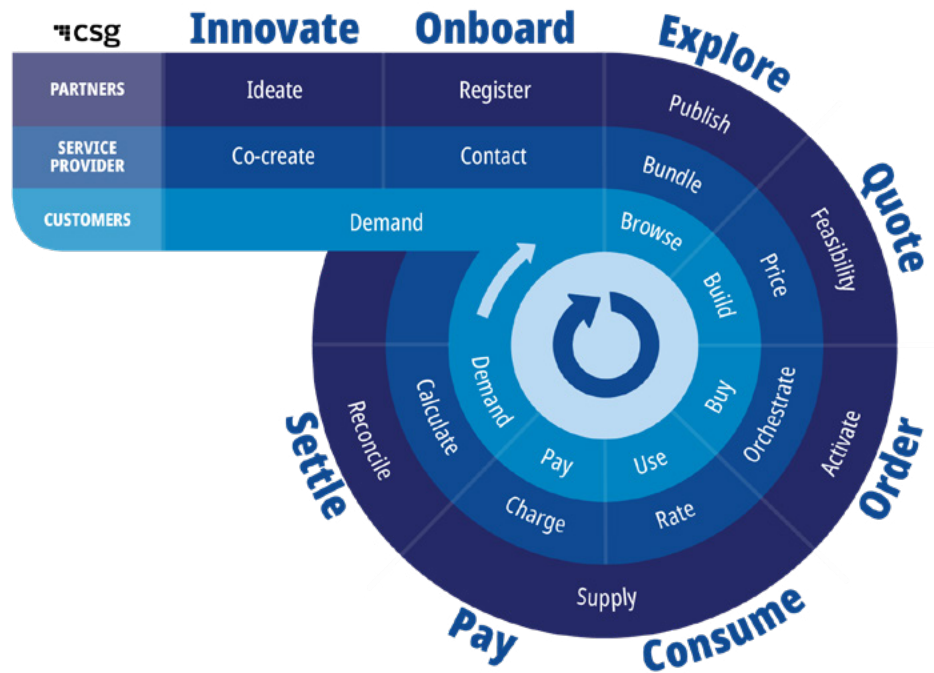 csg
Innovate
Onboard
Explore
PARTNERS
Ideate
Register
Publish
SERVICE
PROVIDER
Co-create
Contact
Bundle
CUSTOMERS
Demand
Browse
Quote
Feasibility
Price
Build
Order
Activate
Orchestrate
Buy
Consume
Supply
Rate
Use
Pay
Charge
Pay
Settle
Reconcile
Calculate
Demand